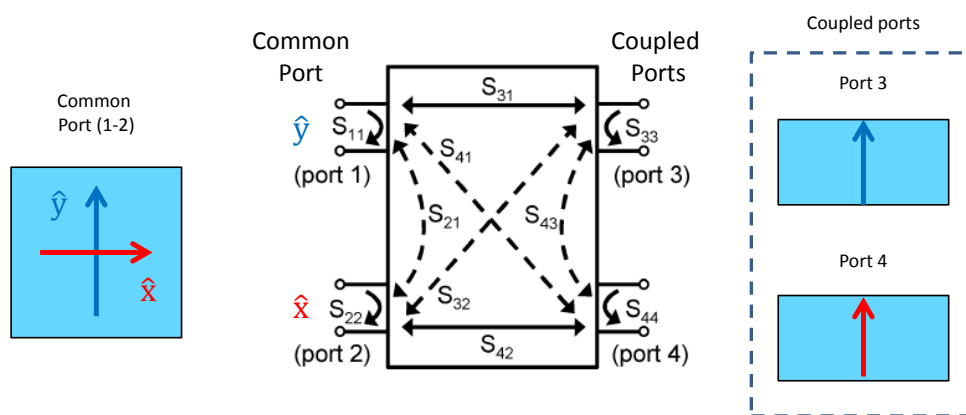 Common
Port (1-2)
ŷ
x̂
Common
Port
Coupled
Ports
ŷ
S11
(port 1)
S31
S33
(port 3)
S41
S21
S43
S32
x̂
S22
(port 2)
S42
S44
(port 4)
Coupled ports
Port 3
Port 4